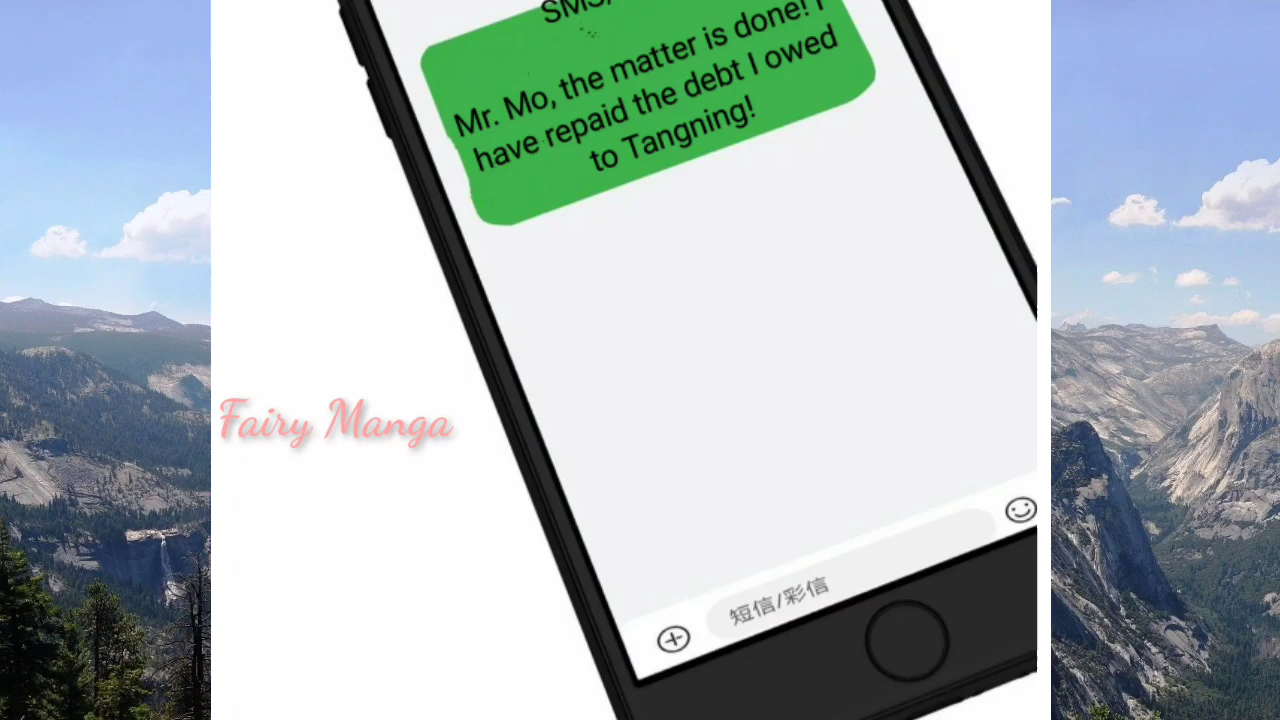 SMS/
Mr. Mo, the matter is done! I
have repaid the debt I owed
to Tangning!
Fairy Manga
短信/彩信